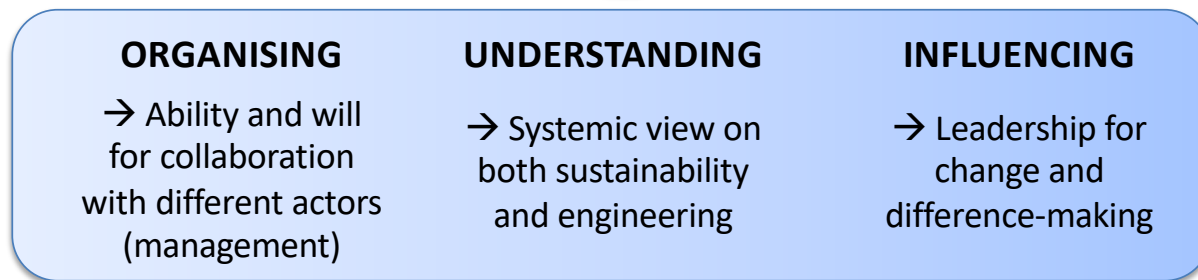 ORGANISING
→ Ability and will
for collaboration
with different actors
(management)
UNDERSTANDING
→ Systemic view on
both sustainability
and engineering
INFLUENCING
→ Leadership for
change and
difference-making